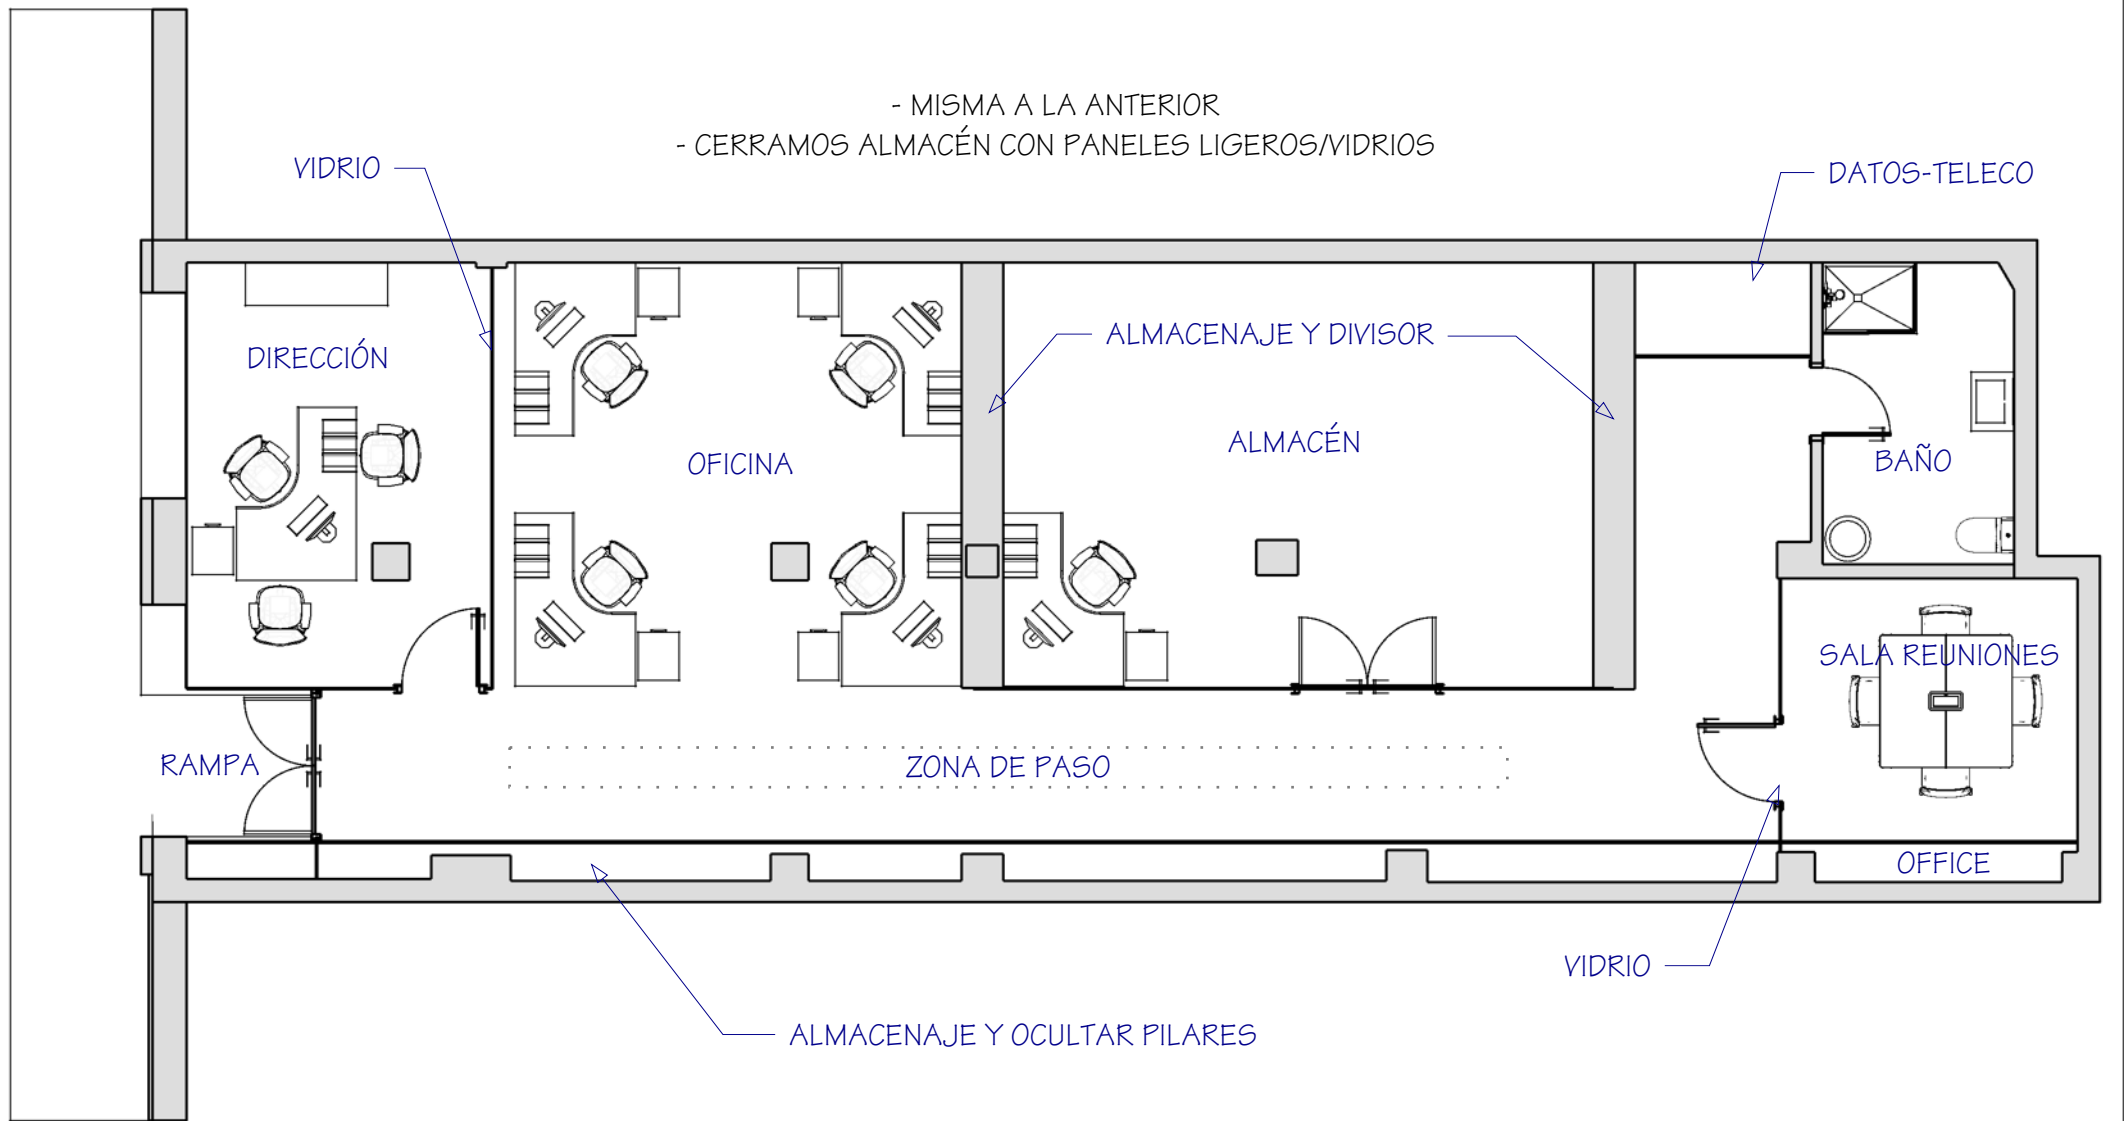 - MISMA A LA ANTERIOR
- CERRAMOS ALMACÉN CON PANELES LIGEROS/VIDRIOS
VIDRIO
DATOS-TELECO
ALMACENAJE Y DIVISOR
DIRECCIÓN
OFICINA
ALMACÉN
BAÑO
SALA REUNIONES
RAMPA
ZONA DE PASO
OFFICE
VIDRIO
ALMACENAJE Y OCULTAR PILARES